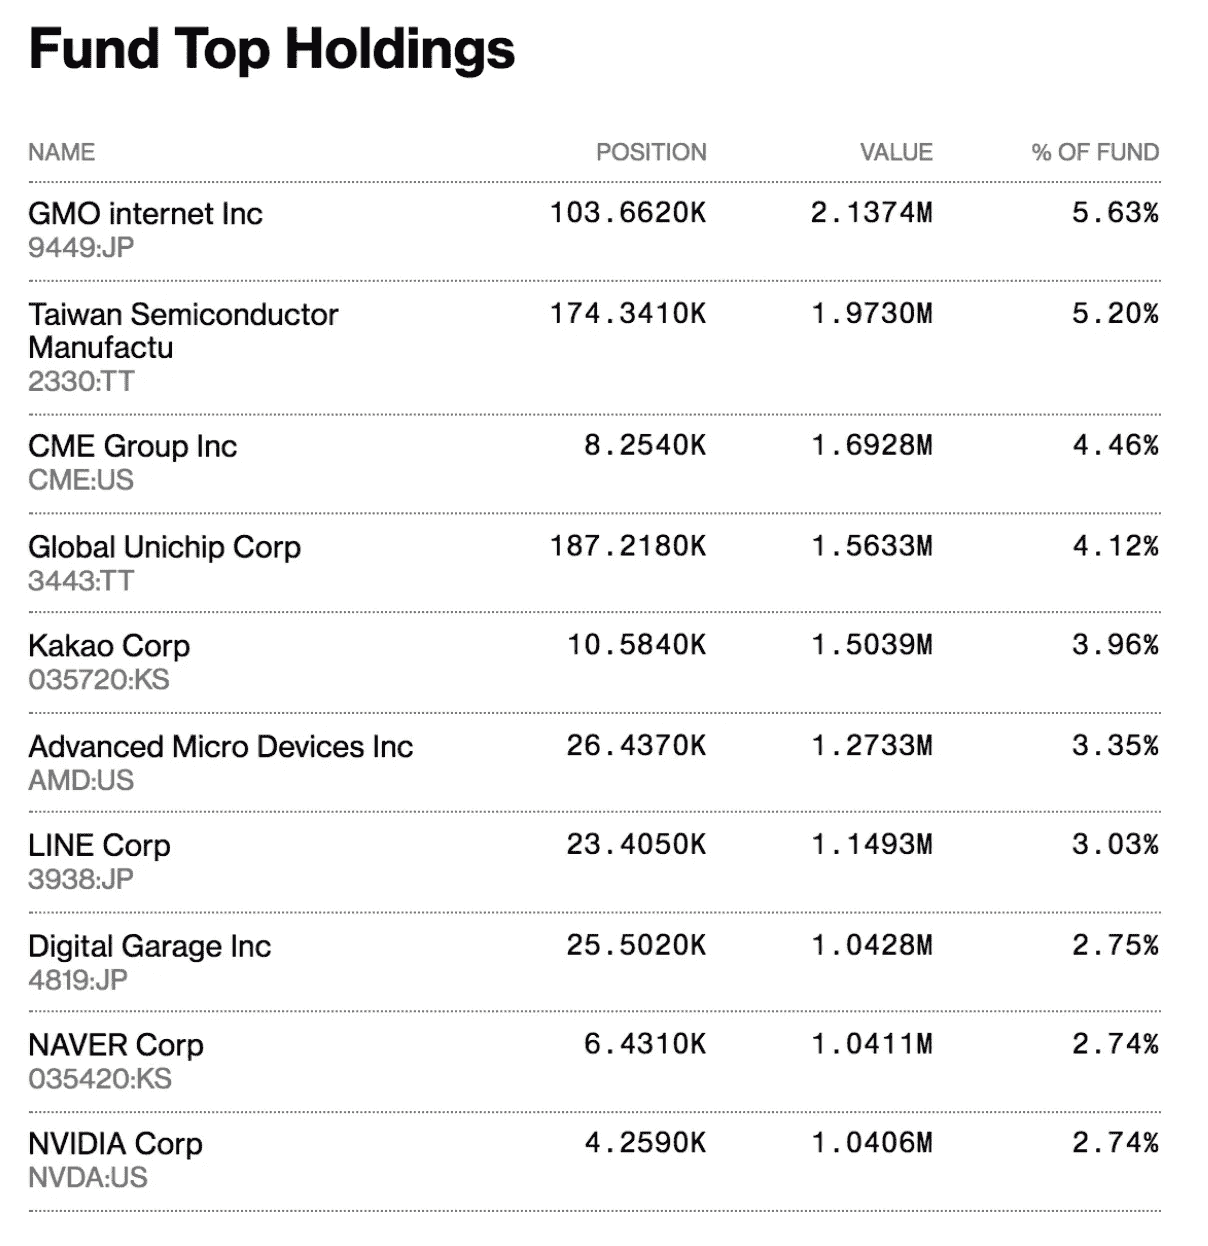 Fund Top Holdings
NAME POSITION VALUE % OF FUND
GMO internet Inc 103.6620K 2.1374M 5.63%
9449:JP
Taiwan Semiconductor 174.3410K 1.9730M 5.20%
Manufactu
2330:TT
CME Group Inc 8.2540K 1.6928M 4.46%
CME:US
Global Unichip Corp 187.2180K 1.5633M 4.12%
3443:TT
Kakao Corp 10.5840K 1.5039M 3.96%
035720:KS
Advanced Micro Devices Inc 26.4370K 1.2733M 3.35%
AMD:US
LINE Corp 23.4050K 1.1493M 3.03%
3938:JP
Digital Garage Inc 25.5020K 1.0428M 2.75%
4819:JP
NAVER Corp 6.4310K 1.0411M 2.74%
035420:KS
NVIDIA Corp 4.2590K 1.0406M 2.74%
NVDA:US